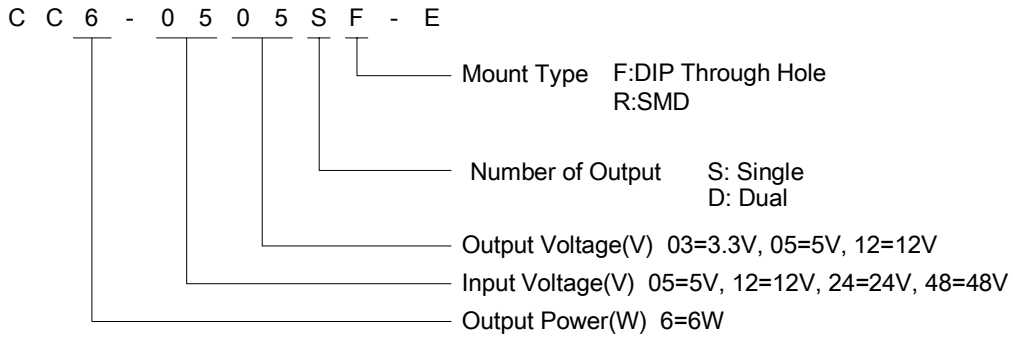 C C 6 - 0 5 0 5 S F - E
Mount Type F:DIP Through Hole
R:SMD
Number of Output S: Single
D: Dual
Output Voltage(V) 03=3.3V, 05=5V, 12=12V
Input Voltage(V) 05=5V, 12=12V, 24=24V, 48=48V
Output Power(W) 6=6W